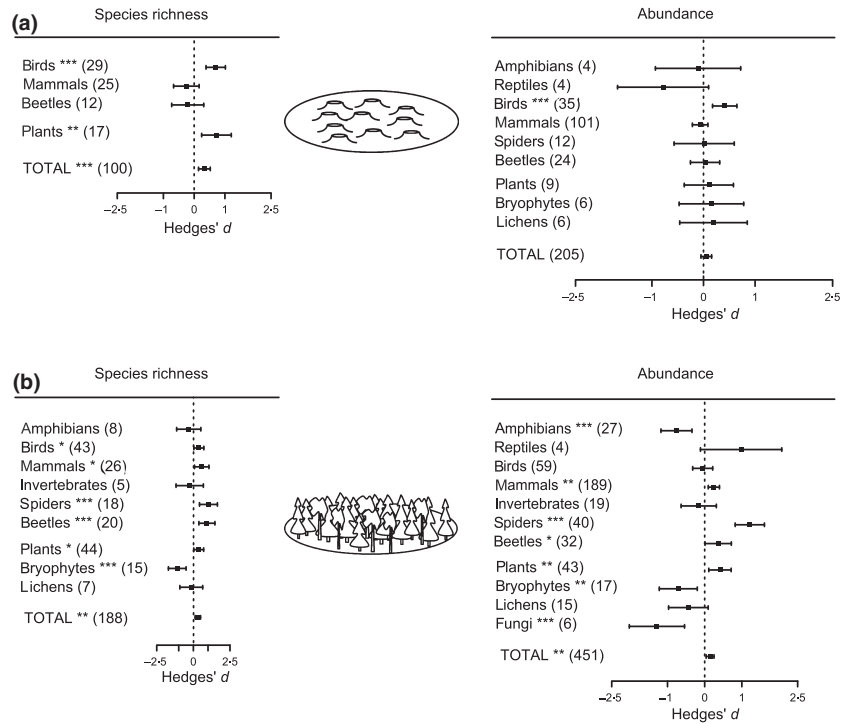 (a)
Species richness
Birds *** (29)
Mammals (25)
Beetles (12)
Plants ** (17)
TOTAL *** (100)
−2·5 −1 0 1 2·5
Hedges' d
Abundance
Amphibians (4)
Reptiles (4)
Birds *** (35)
Mammals (101)
Spiders (12)
Beetles (24)
Plants (9)
Bryophytes (6)
Lichens (6)
TOTAL (205)
−2·5 −1 0 1 2·5
Hedges' d
(b)
Species richness
Amphibians (8)
Birds * (43)
Mammals * (26)
Invertebrates (5)
Spiders *** (18)
Beetles *** (20)
Plants * (44)
Bryophytes *** (15)
Lichens (7)
TOTAL ** (188)
−2·5 0 2·5
Hedges' d
Abundance
Amphibians *** (27)
Reptiles (4)
Birds (59)
Mammals ** (189)
Invertebrates (19)
Spiders *** (40)
Beetles * (32)
Plants ** (43)
Bryophytes ** (17)
Lichens (15)
Fungi *** (6)
TOTAL ** (451)
−2·5 −1 0 1 2·5
Hedges' d